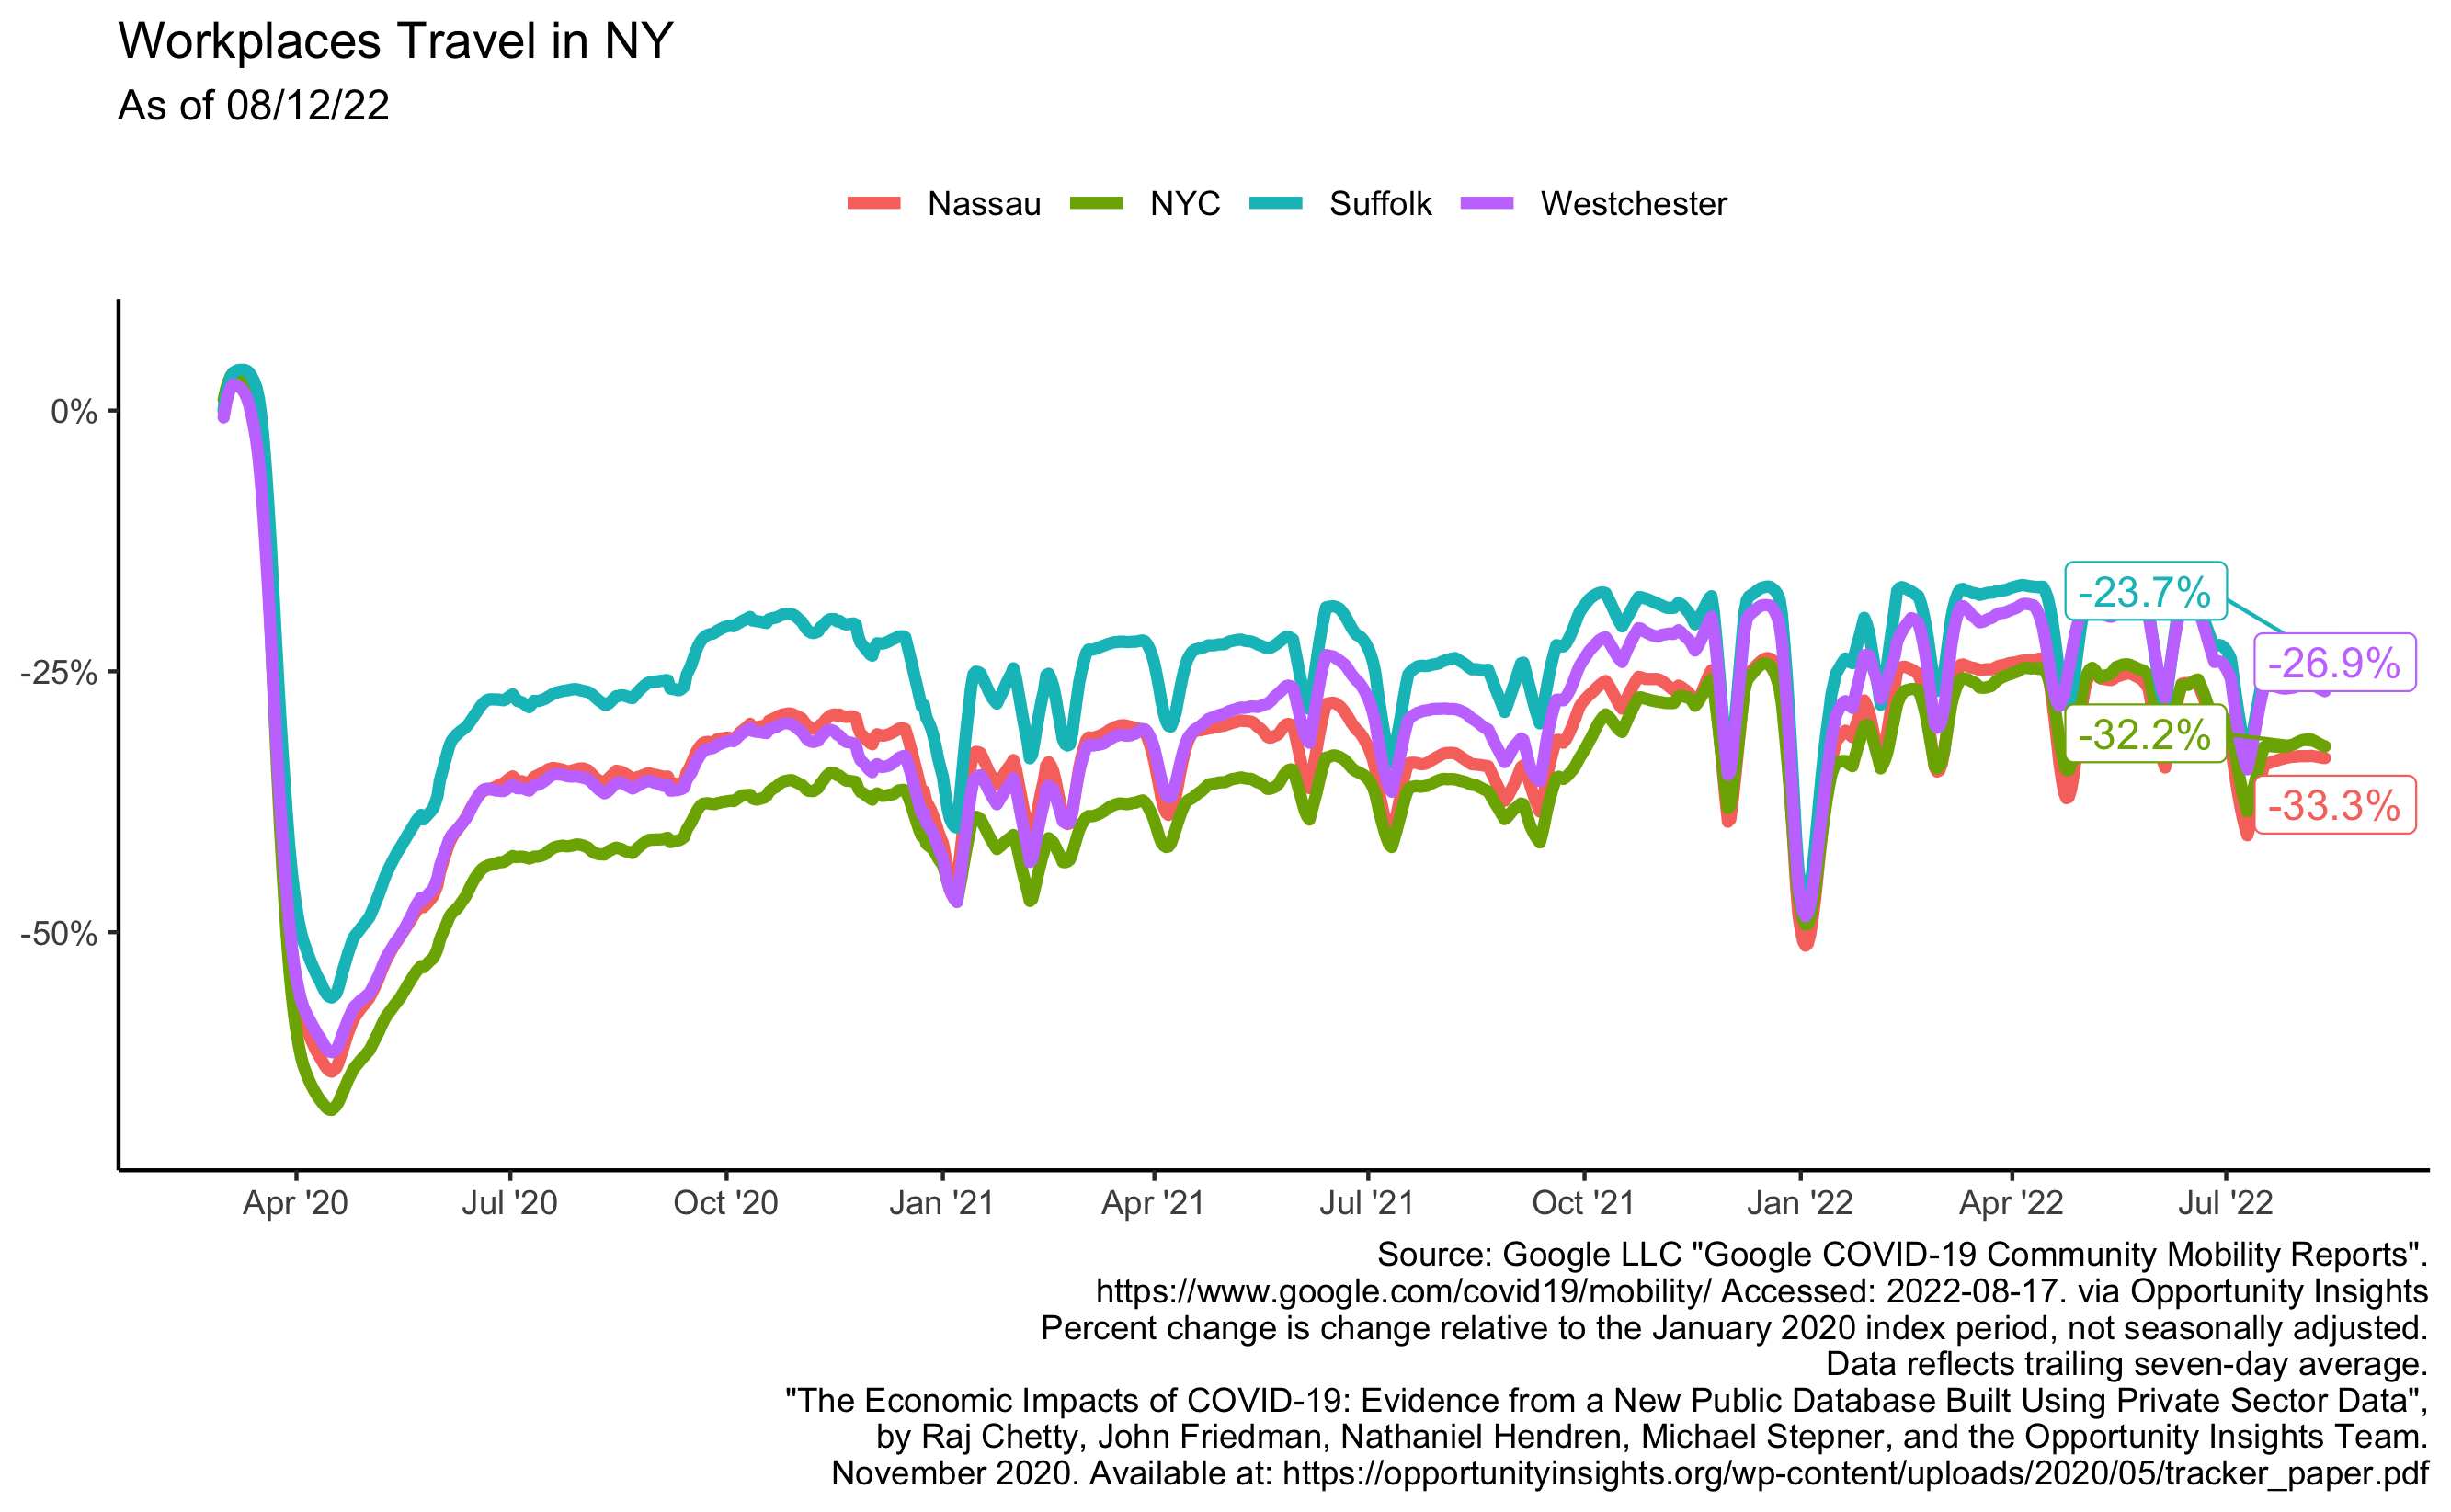 Workplaces Travel in NY
As of 08/12/22
Nassau NYC Suffolk Westchester
0%
-25%
-50%
-23.7%
-26.9%
-32.2%
-33.3%
Apr '20 Jul '20 Oct '20 Jan '21 Apr '21 Jul '21 Oct '21 Jan '22 Apr '22 Jul '22
Source: Google LLC "Google COVID-19 Community Mobility Reports".
https://www.google.com/covid19/mobility/ Accessed: 2022-08-17. via Opportunity Insights
Percent change is change relative to the January 2020 index period, not seasonally adjusted.
Data reflects trailing seven-day average.
"The Economic Impacts of COVID-19: Evidence from a New Public Database Built Using Private Sector Data",
by Raj Chetty, John Friedman, Nathaniel Hendren, Michael Stepner, and the Opportunity Insights Team.
November 2020. Available at: https://opportunityinsights.org/wp-content/uploads/2020/05/tracker_paper.pdf